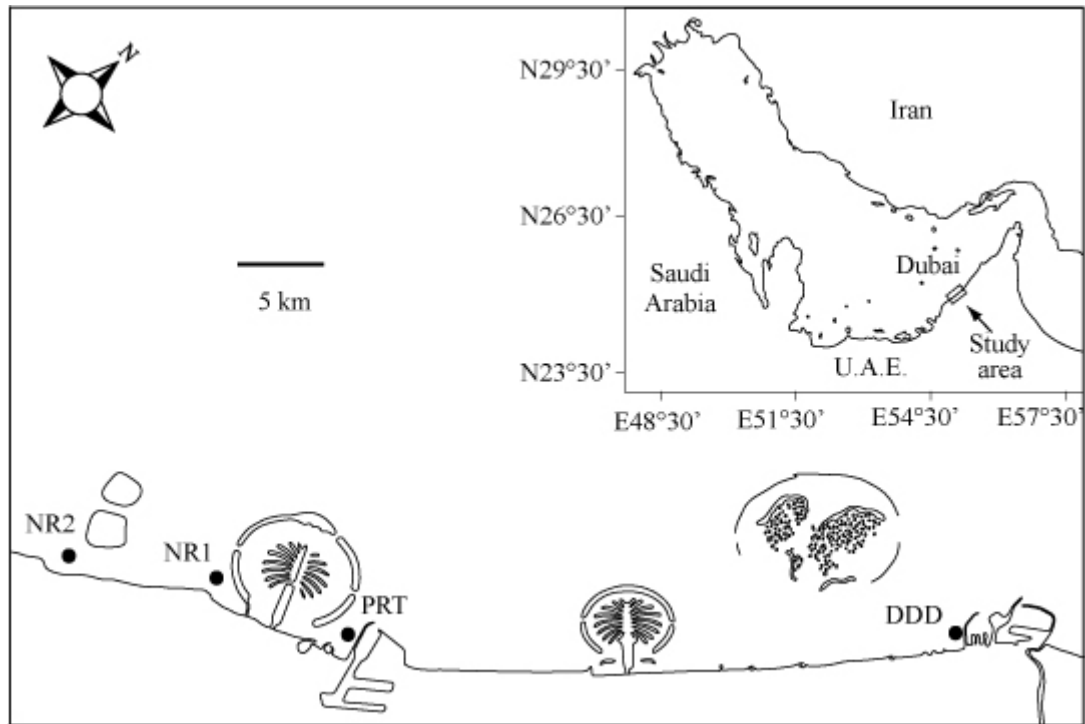 N
N29°30’
Iran
N26°30’
Dubai
Saudi
Arabia
5 km
Study
area
U.A.E.
N23°30’
E48°30’ E51°30’ E54°30’ E57°30’
NR2
NR1
PRT
DDD